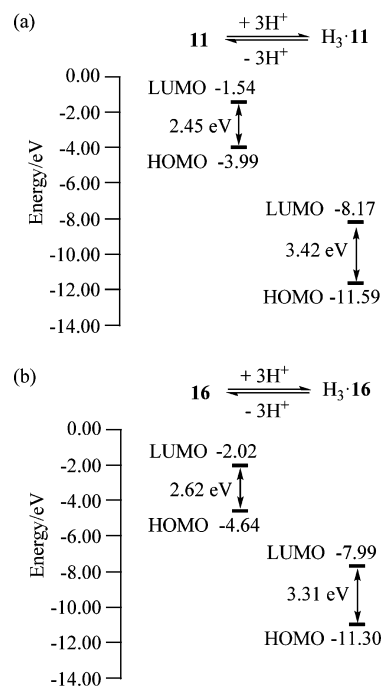 (a)
11 + 3H⁺ H₃·11
- 3H⁺
0.00
-2.00
-4.00
-6.00
-8.00
-10.00
-12.00
-14.00
Energy/eV
LUMO -1.54
2.45 eV
HOMO -3.99
LUMO -8.17
3.42 eV
HOMO -11.59
(b)
16 + 3H⁺ H₃·16
- 3H⁺
0.00
-2.00
-4.00
-6.00
-8.00
-10.00
-12.00
-14.00
Energy/eV
LUMO -2.02
2.62 eV
HOMO -4.64
LUMO -7.99
3.31 eV
HOMO -11.30